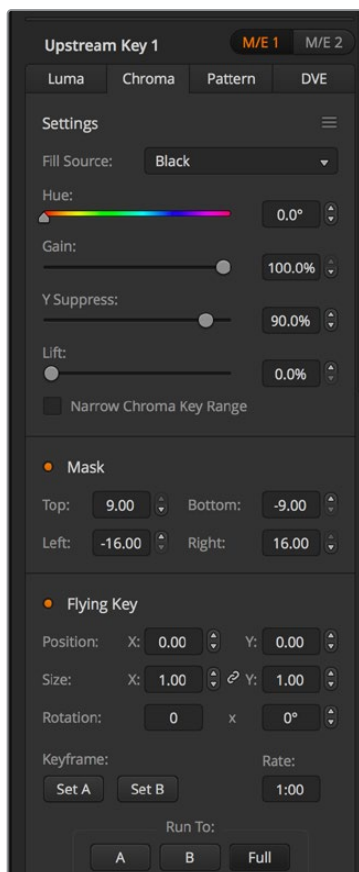 Upstream Key 1 M/E 1 M/E 2
Luma Chroma Pattern DVE
Settings
Fill Source: Black
Hue:
0.0°
Gain:
100.0%
Y Suppress:
90.0%
Lift:
0.0%
Narrow Chroma Key Range
Mask
Top: 9.00 Bottom: -9.00
Left: -16.00 Right: 16.00
Flying Key
Position: X: 0.00 Y: 0.00
Size: X: 1.00 Y: 1.00
Rotation: 0 x 0°
Keyframe: Rate:
Set A Set B 1:00
Run To:
A B Full